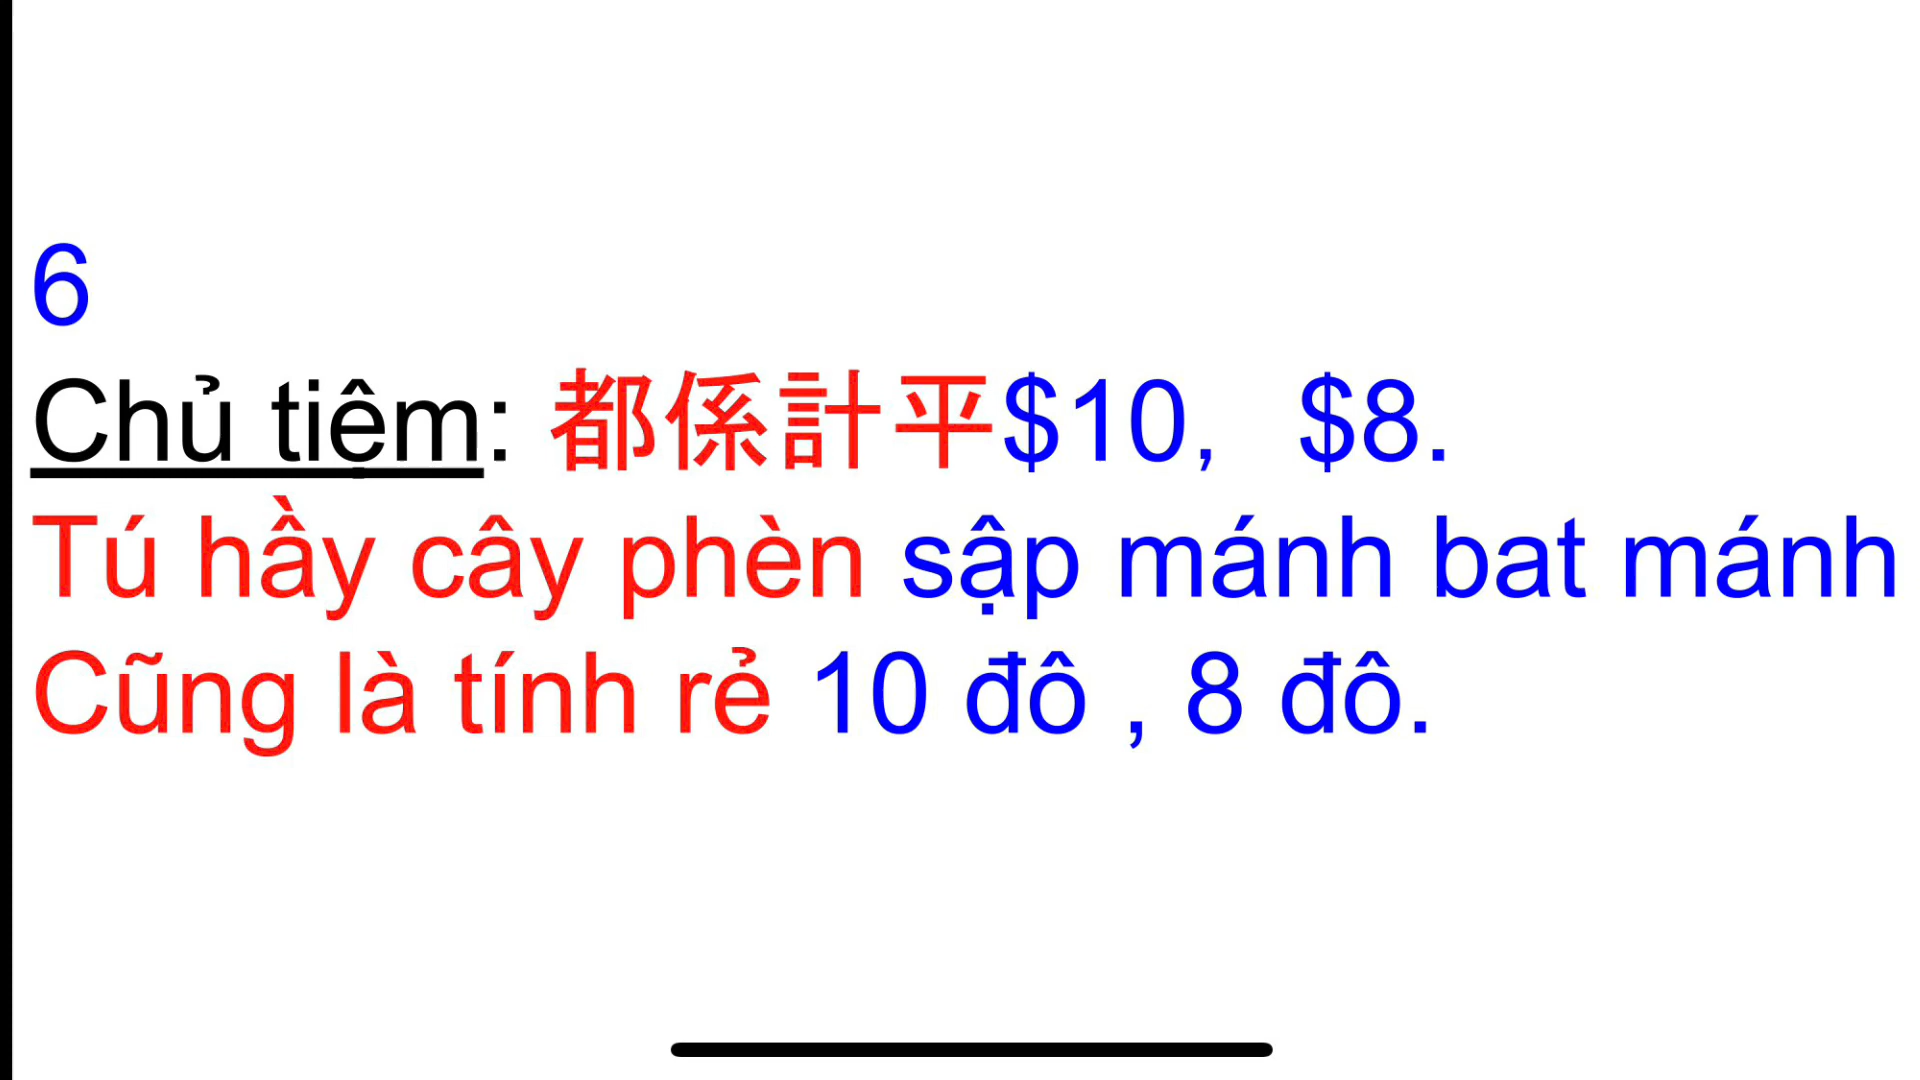 6
Chủ tiệm: 都係計平$10, $8.
Tú hầy cây phèn sập mánh bat mánh
Cũng là tính rẻ 10 đô , 8 đô.